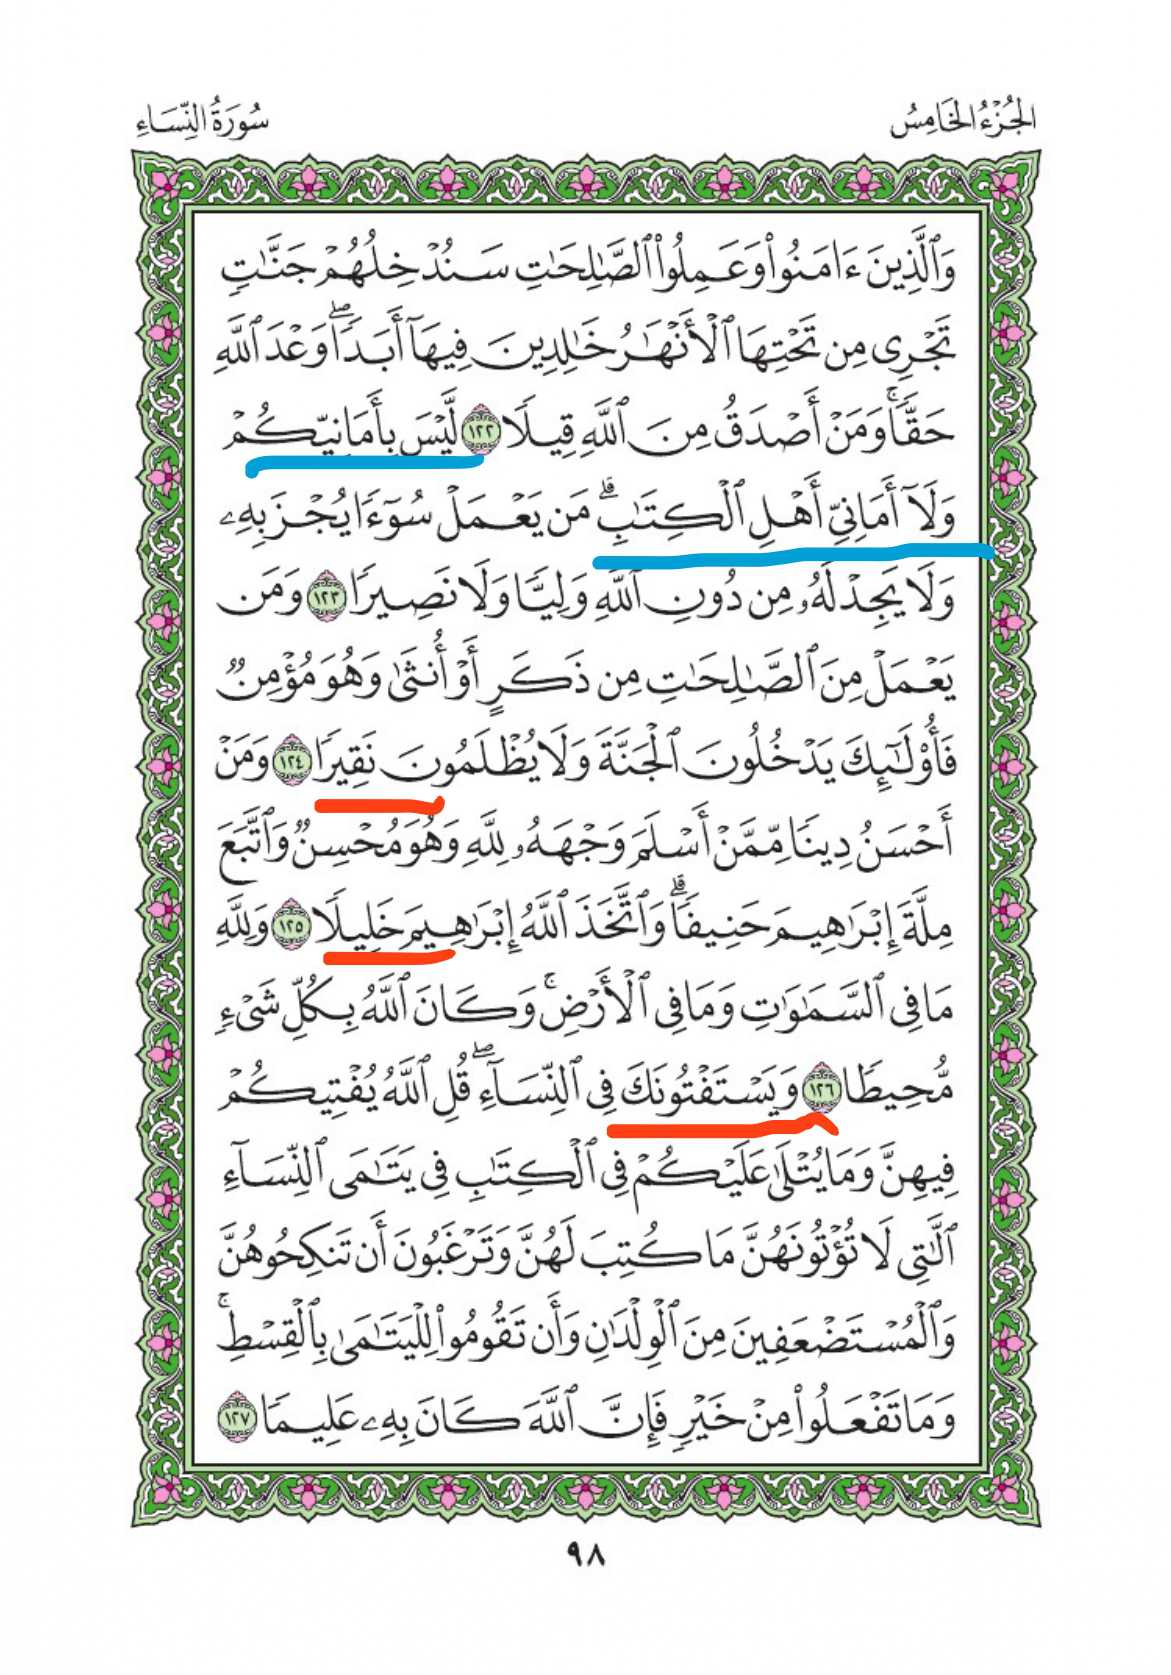 الجُزْءُ الخَامِسُ
سُورَةُ النِّسَاءِ
وَٱلَّذِينَ ءَامَنُوا۟ وَعَمِلُوا۟ ٱلصَّـٰلِحَـٰتِ سَنُدْخِلُهُمْ جَنَّـٰتٍ
تَجْرِى مِن تَحْتِهَا ٱلْأَنْهَـٰرُ خَـٰلِدِينَ فِيهَآ أَبَدًا ۖ وَعْدَ ٱللَّهِ
حَقًّا ۚ وَمَنْ أَصْدَقُ مِنَ ٱللَّهِ قِيلًا ١٢٢ لَّيْسَ بِأَمَانِيِّكُمْ
وَلَآ أَمَانِىِّ أَهْلِ ٱلْكِتَـٰبِ ۗ مَن يَعْمَلْ سُوٓءًا يُجْزَ بِهِۦ
وَلَا يَجِدْ لَهُۥ مِن دُونِ ٱللَّهِ وَلِيًّا وَلَا نَصِيرًا ١٢٣ وَمَن
يَعْمَلْ مِنَ ٱلصَّـٰلِحَـٰتِ مِن ذَكَرٍ أَوْ أُنثَىٰ وَهُوَ مُؤْمِنٌ
فَأُو۟لَـٰٓئِكَ يَدْخُلُونَ ٱلْجَنَّةَ وَلَا يُظْلَمُونَ نَقِيرًا ١٢٤ وَمَنْ
أَحْسَنُ دِينًا مِّمَّنْ أَسْلَمَ وَجْهَهُۥ لِلَّهِ وَهُوَ مُحْسِنٌ وَٱتَّبَعَ
مِلَّةَ إِبْرَٰهِيمَ حَنِيفًا ۗ وَٱتَّخَذَ ٱللَّهُ إِبْرَٰهِيمَ خَلِيلًا ١٢٥ وَلِلَّهِ
مَا فِى ٱلسَّمَـٰوَٰتِ وَمَا فِى ٱلْأَرْضِ ۚ وَكَانَ ٱللَّهُ بِكُلِّ شَىْءٍ
مُّحِيطًا ١٢٦ وَيَسْتَفْتُونَكَ فِى ٱلنِّسَآءِ ۖ قُلِ ٱللَّهُ يُفْتِيكُمْ
فِيهِنَّ وَمَا يُتْلَىٰ عَلَيْكُمْ فِى ٱلْكِتَـٰبِ فِى يَتَـٰمَى ٱلنِّسَآءِ
ٱلَّـٰتِى لَا تُؤْتُونَهُنَّ مَا كُتِبَ لَهُنَّ وَتَرْغَبُونَ أَن تَنكِحُوهُنَّ
وَٱلْمُسْتَضْعَفِينَ مِنَ ٱلْوِلْدَٰنِ وَأَن تَقُومُوا۟ لِلْيَتَـٰمَىٰ بِٱلْقِسْطِ ۚ
وَمَا تَفْعَلُوا۟ مِنْ خَيْرٍ فَإِنَّ ٱللَّهَ كَانَ بِهِۦ عَلِيمًا ١٢٧
٩٨